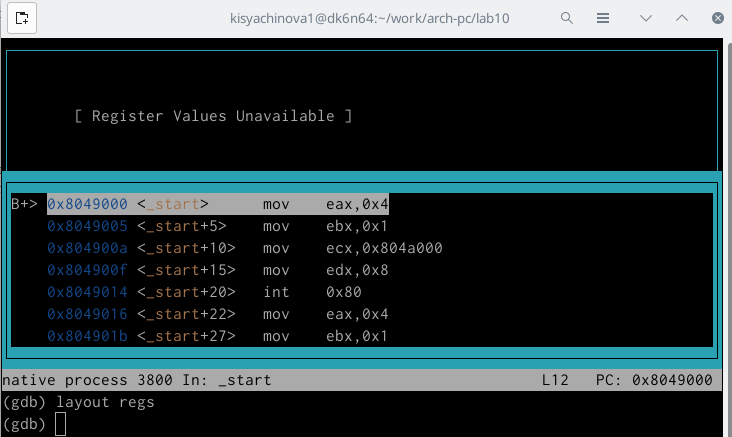 kisyachinova1@dk6n64:~/work/arch-pc/lab10
[ Register Values Unavailable ]
B+> 0x8049000 <_start> mov eax,0x4
0x8049005 <_start+5> mov ebx,0x1
0x804900a <_start+10> mov ecx,0x804a000
0x804900f <_start+15> mov edx,0x8
0x8049014 <_start+20> int 0x80
0x8049016 <_start+22> mov eax,0x4
0x804901b <_start+27> mov ebx,0x1
native process 3800 In: _start L12 PC: 0x8049000
(gdb) layout regs
(gdb)